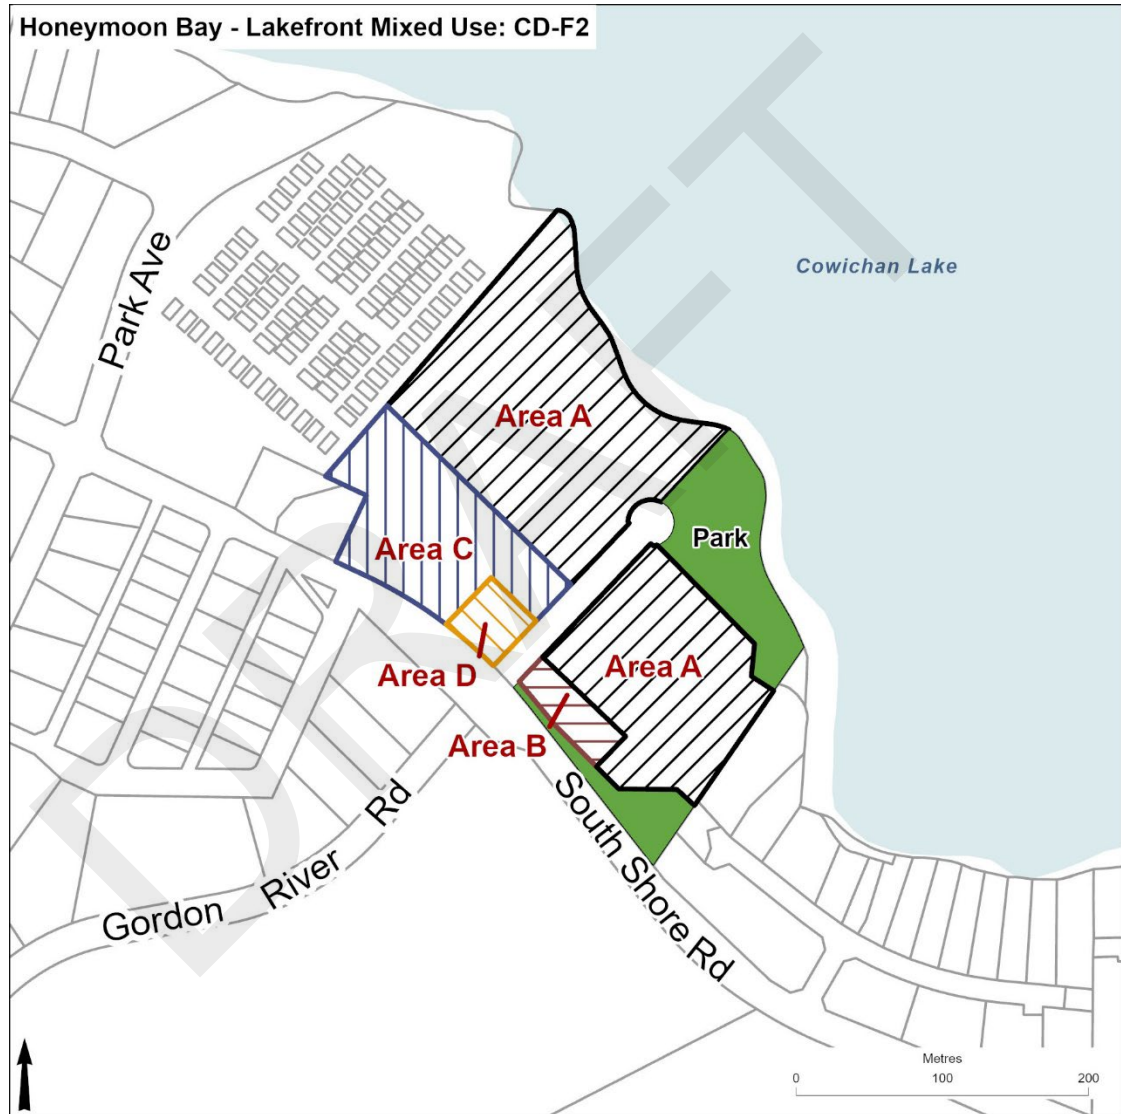 Honeymoon Bay - Lakefront Mixed Use: CD-F2
DRAFT
Cowichan Lake
Park Ave
Area A
Park
Area C
Area A
Area D
Area B
South Shore Rd
Gordon River Rd
Metres
0 100 200